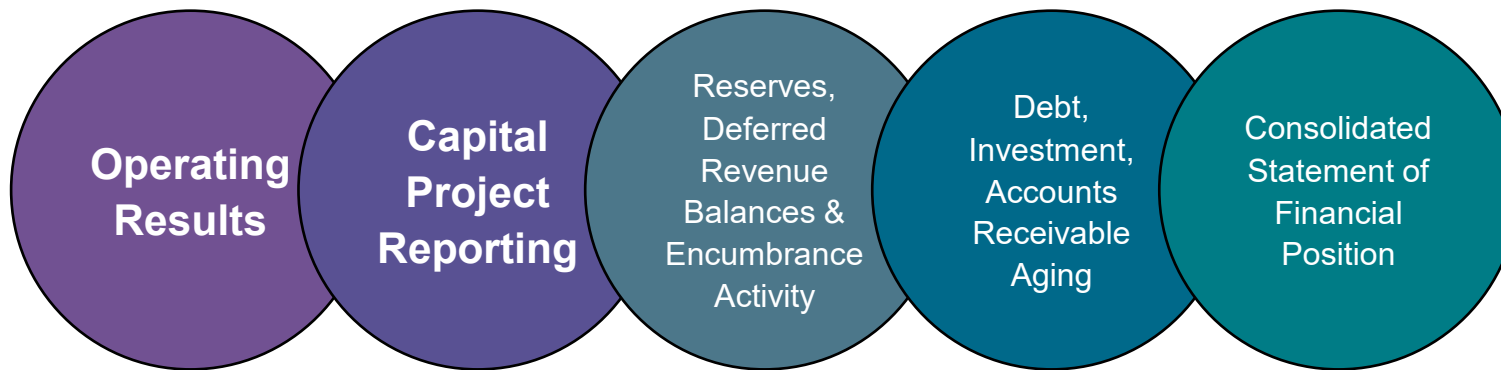 Operating
Results
Capital
Project
Reporting
Reserves,
Deferred
Revenue
Balances &
Encumbrance
Activity
Debt,
Investment,
Accounts
Receivable
Aging
Consolidated
Statement of
Financial
Position